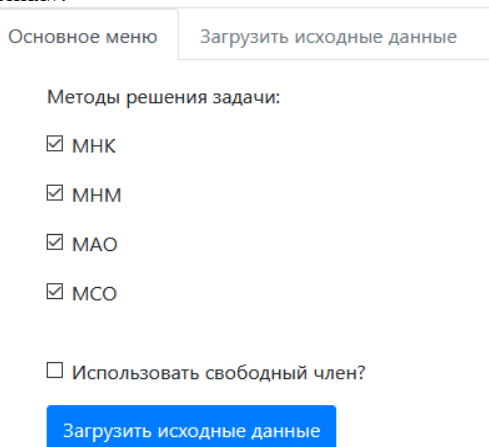 Основное меню Загрузить исходные данные
Методы решения задачи:
МНК
МНМ
МАО
МСО
Использовать свободный член?
Загрузить исходные данные